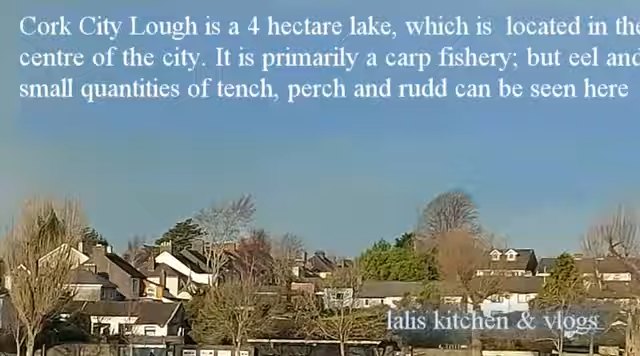 Cork City Lough is a 4 hectare lake, which is located in the
centre of the city. It is primarily a carp fishery; but eel and
small quantities of tench, perch and rudd can be seen here
lalis kitchen & vlogs